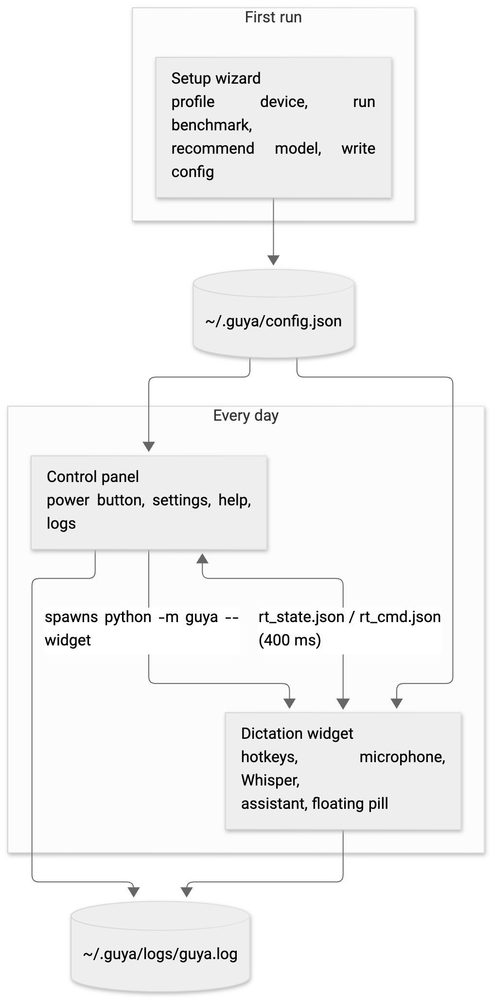 First run
Setup wizard
profile device, run
benchmark,
recommend model, write
config
~/.guya/config.json
Every day
Control panel
power button, settings, help,
logs
spawns python -m guya --
widget
rt_state.json / rt_cmd.json
(400 ms)
Dictation widget
hotkeys, microphone,
Whisper,
assistant, floating pill
~/.guya/logs/guya.log